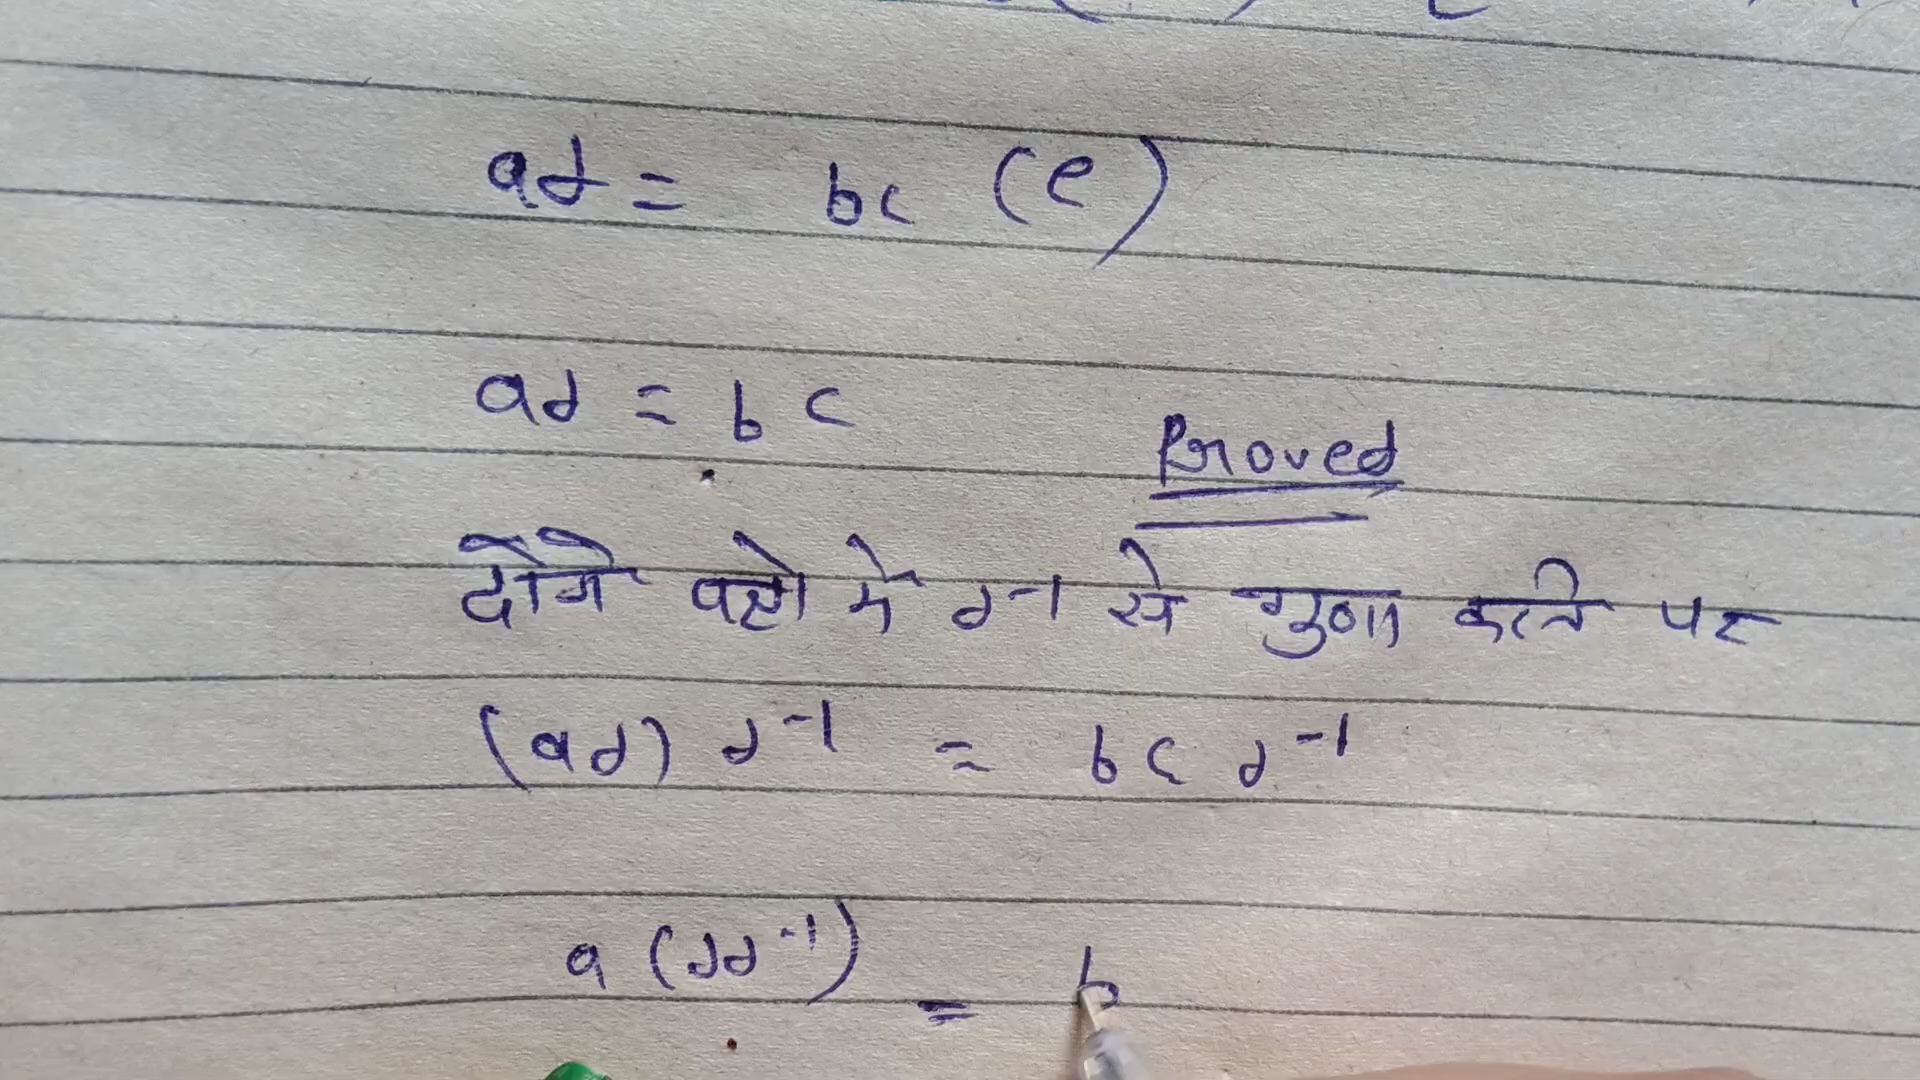 ad = bc (e)
ad = bc
Proved
दोनों पक्षो में d⁻¹ से गुणा करने पर
(ad) d⁻¹ = bc d⁻¹
a (dd⁻¹) = b